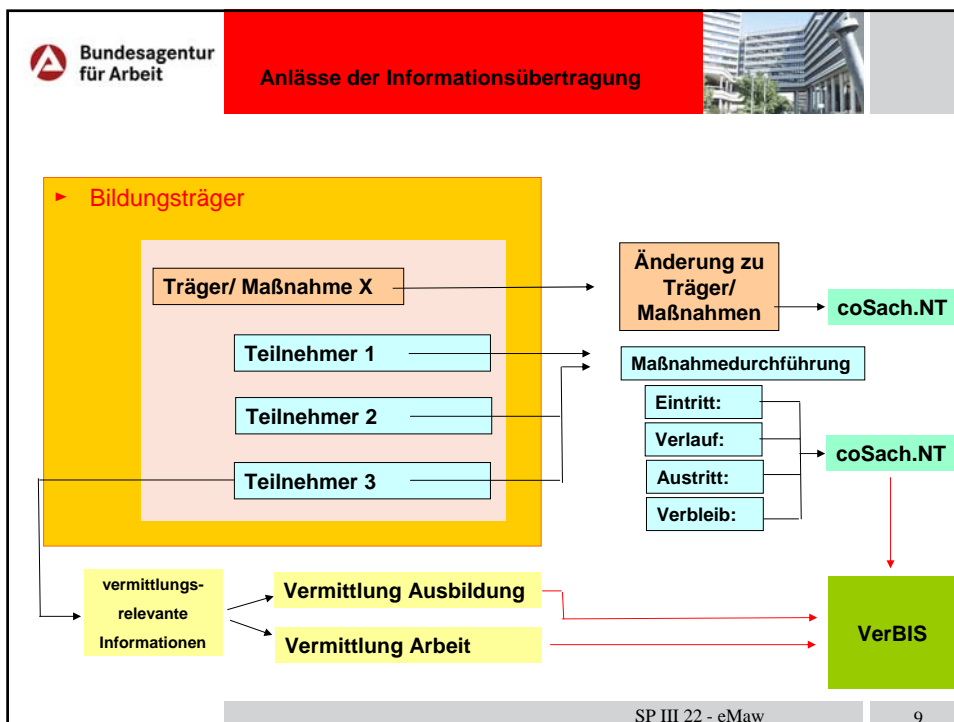 Bundesagentur
für Arbeit
Anlässe der Informationsübertragung
► Bildungsträger
Träger/ Maßnahme X
Teilnehmer 1
Teilnehmer 2
Teilnehmer 3
Änderung zu
Träger/
Maßnahmen
coSach.NT
Maßnahmedurchführung
Eintritt:
Verlauf:
Austritt:
Verbleib:
coSach.NT
vermittlungs-
relevante
Informationen
Vermittlung Ausbildung
Vermittlung Arbeit
VerBIS
SP III 22 - eMaw
9